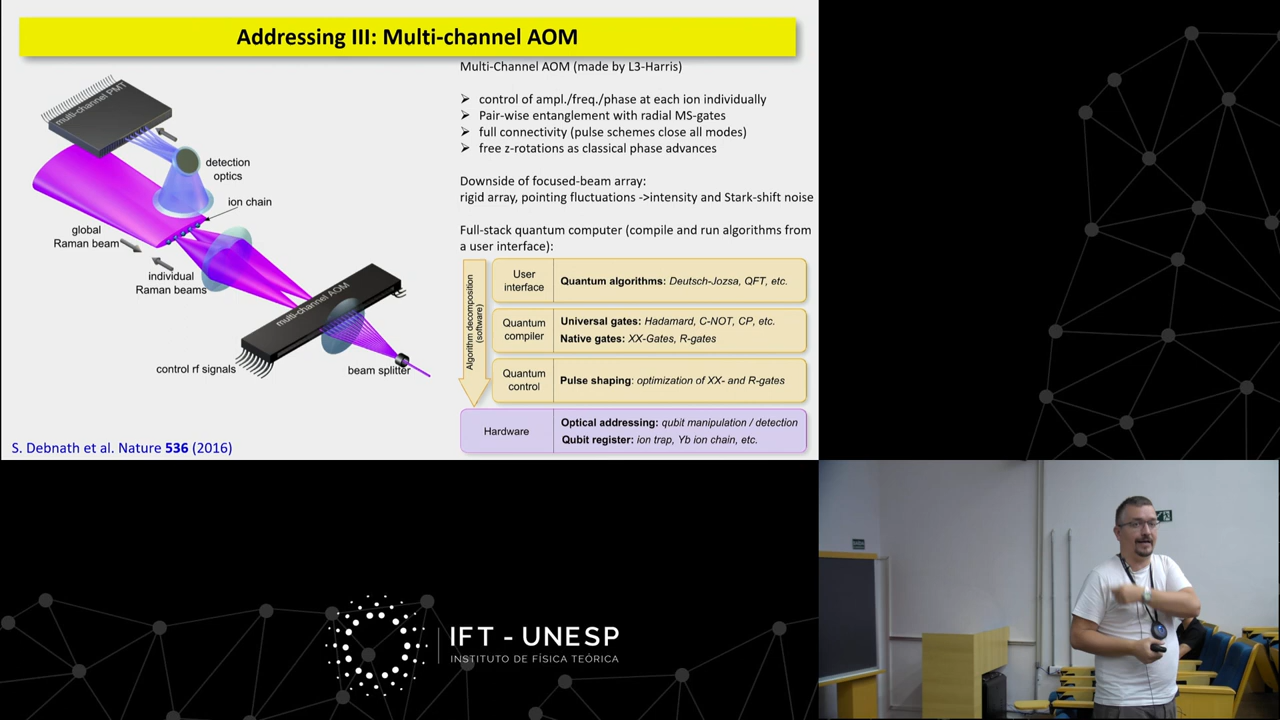 Addressing III: Multi-channel AOM
multi-channel PMT
detection
optics
ion chain
global
Raman beam
individual
Raman beams
multi-channel AOM
control rf signals
beam splitter
S. Debnath et al. Nature 536 (2016)
Multi-Channel AOM (made by L3-Harris)
➢ control of ampl./freq./phase at each ion individually
➢ Pair-wise entanglement with radial MS-gates
➢ full connectivity (pulse schemes close all modes)
➢ free z-rotations as classical phase advances
Downside of focused-beam array:
rigid array, pointing fluctuations ->intensity and Stark-shift noise
Full-stack quantum computer (compile and run algorithms from
a user interface):
Algorithm decomposition
(software)
User
interface
Quantum algorithms: Deutsch-Jozsa, QFT, etc.
Quantum
compiler
Universal gates: Hadamard, C-NOT, CP, etc.
Native gates: XX-Gates, R-gates
Quantum
control
Pulse shaping: optimization of XX- and R-gates
Hardware
Optical addressing: qubit manipulation / detection
Qubit register: ion trap, Yb ion chain, etc.
IFT - UNESP
INSTITUTO DE FÍSICA TEÓRICA